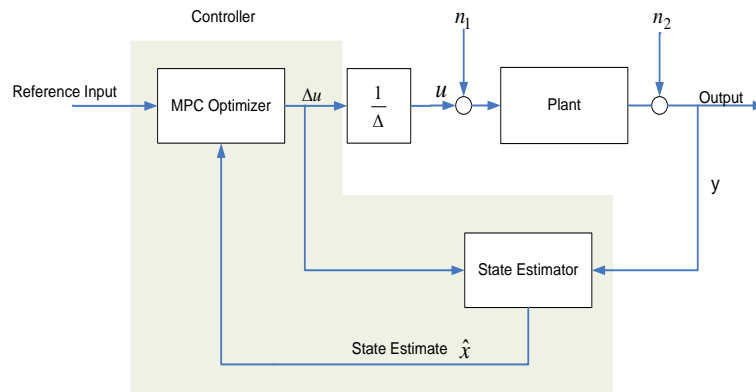 Controller
n₁
n₂
Reference Input
MPC Optimizer
Δu
1
Δ
u
Plant
Output
y
State Estimator
State Estimate x̂